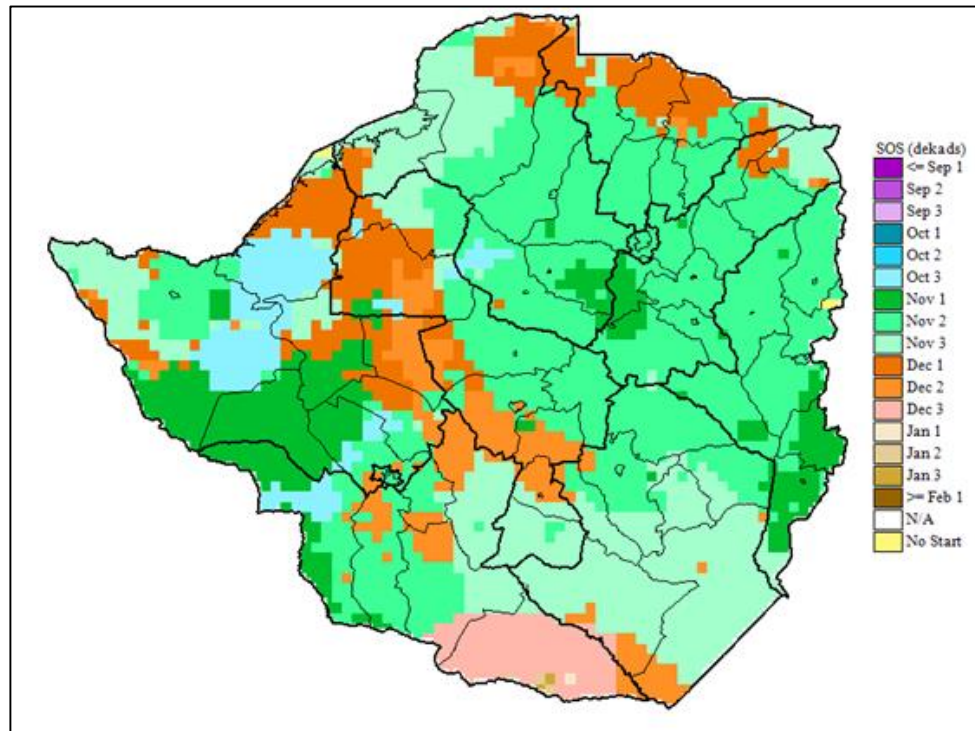 SOS (dekads)
<= Sep 1
Sep 2
Sep 3
Oct 1
Oct 2
Oct 3
Nov 1
Nov 2
Nov 3
Dec 1
Dec 2
Dec 3
Jan 1
Jan 2
Jan 3
>= Feb 1
N/A
No Start